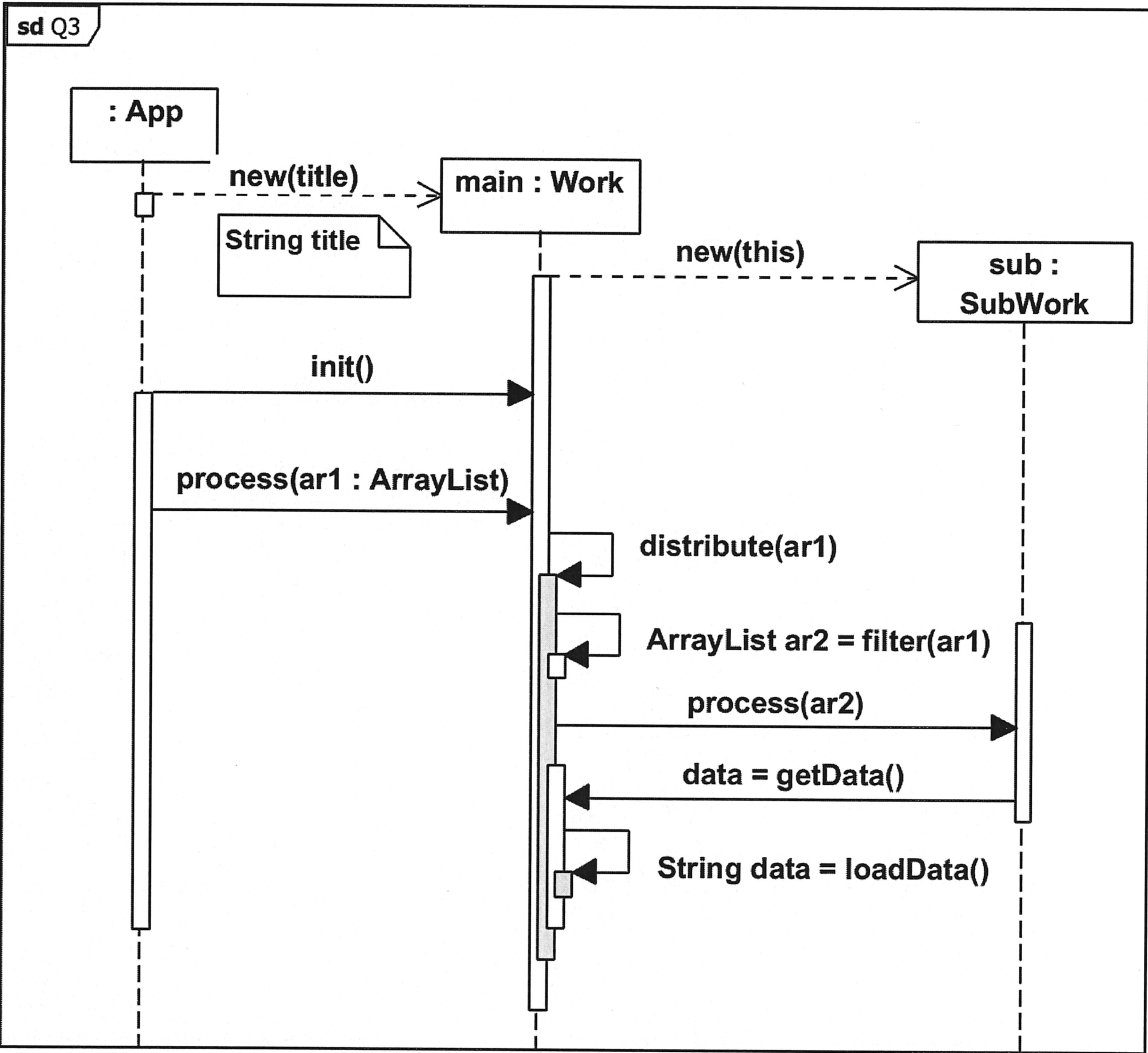 sd Q3
: App
new(title)
main : Work
String title
new(this)
sub :
SubWork
init()
process(ar1 : ArrayList)
distribute(ar1)
ArrayList ar2 = filter(ar1)
process(ar2)
data = getData()
String data = loadData()